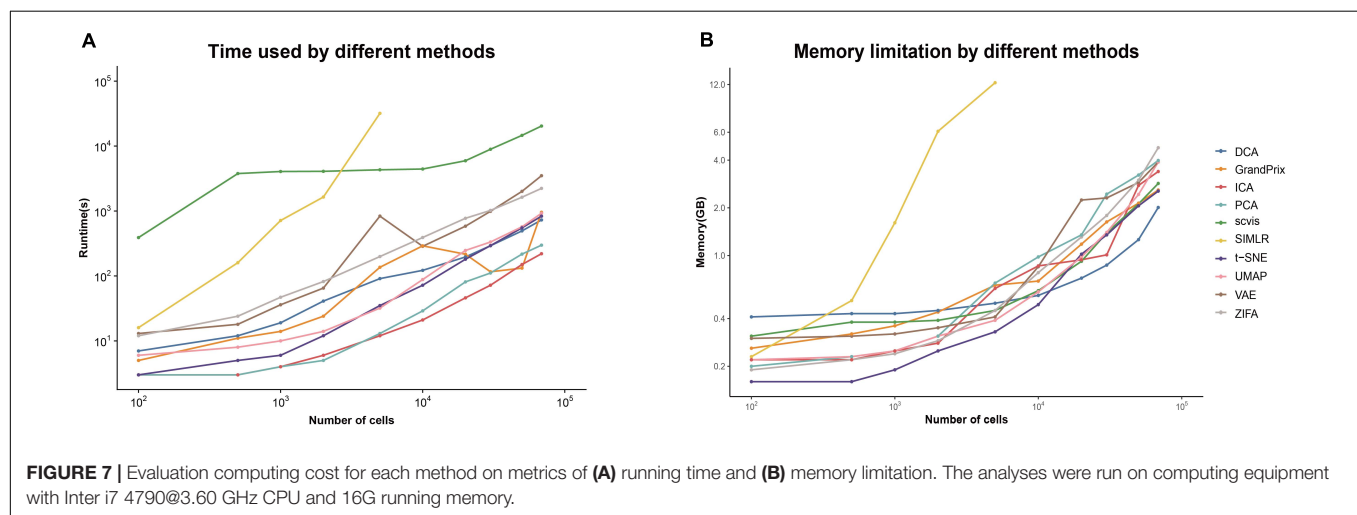 A
Time used by different methods
10^5
10^4
10^3
10^2
10^1
Runtime(s)
10^2
10^3
10^4
10^5
Number of cells
B
Memory limitation by different methods
12.0
6.0
4.0
1.0
0.4
0.2
Memory(GB)
10^2
10^3
10^4
10^5
Number of cells
DCA
GrandPrix
ICA
PCA
scvis
SIMLR
t-SNE
UMAP
VAE
ZIFA
FIGURE 7 | Evaluation computing cost for each method on metrics of (A) running time and (B) memory limitation. The analyses were run on computing equipment
with Inter i7 4790@3.60 GHz CPU and 16G running memory.